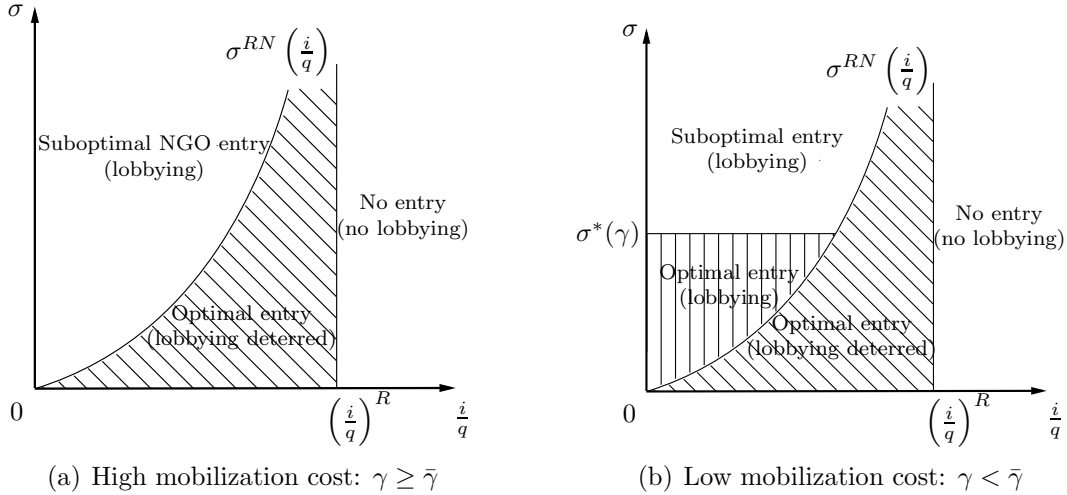 σ
σ^{RN} (i/q)
Suboptimal NGO entry
(lobbying)
No entry
(no lobbying)
Optimal entry
(lobbying deterred)
0
(i/q)^R
i/q
(a) High mobilization cost: γ ≥ γ̄
σ
σ^{RN} (i/q)
Suboptimal entry
(lobbying)
No entry
(no lobbying)
σ*(γ)
Optimal entry
(lobbying)
Optimal entry
(lobbying deterred)
0
(i/q)^R
i/q
(b) Low mobilization cost: γ < γ̄